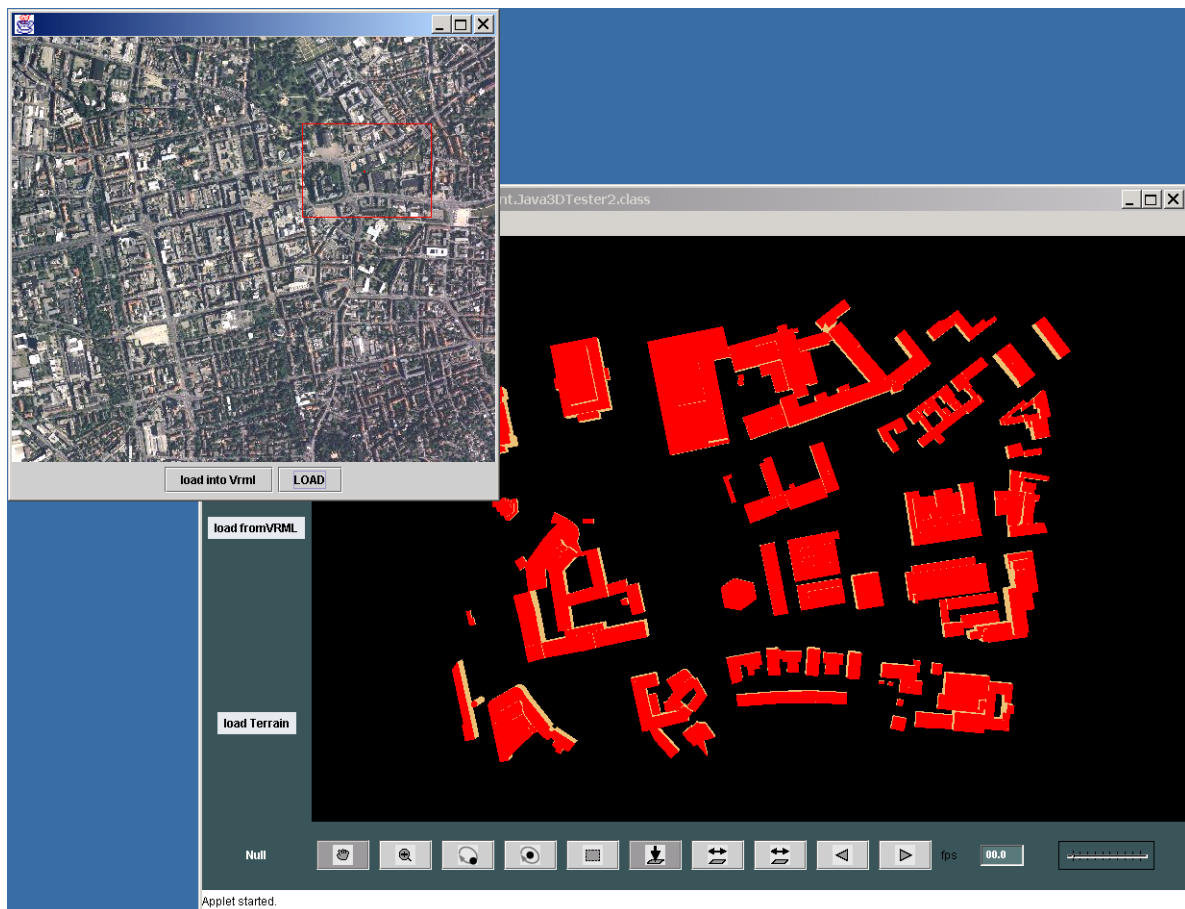 nt.Java3DTester2.class
load into Vrml
LOAD
load fromVRML
load Terrain
Null
fps
00.0
Applet started.